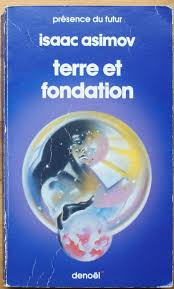 présence du futur
isaac asimov
terre et
fondation
denoël